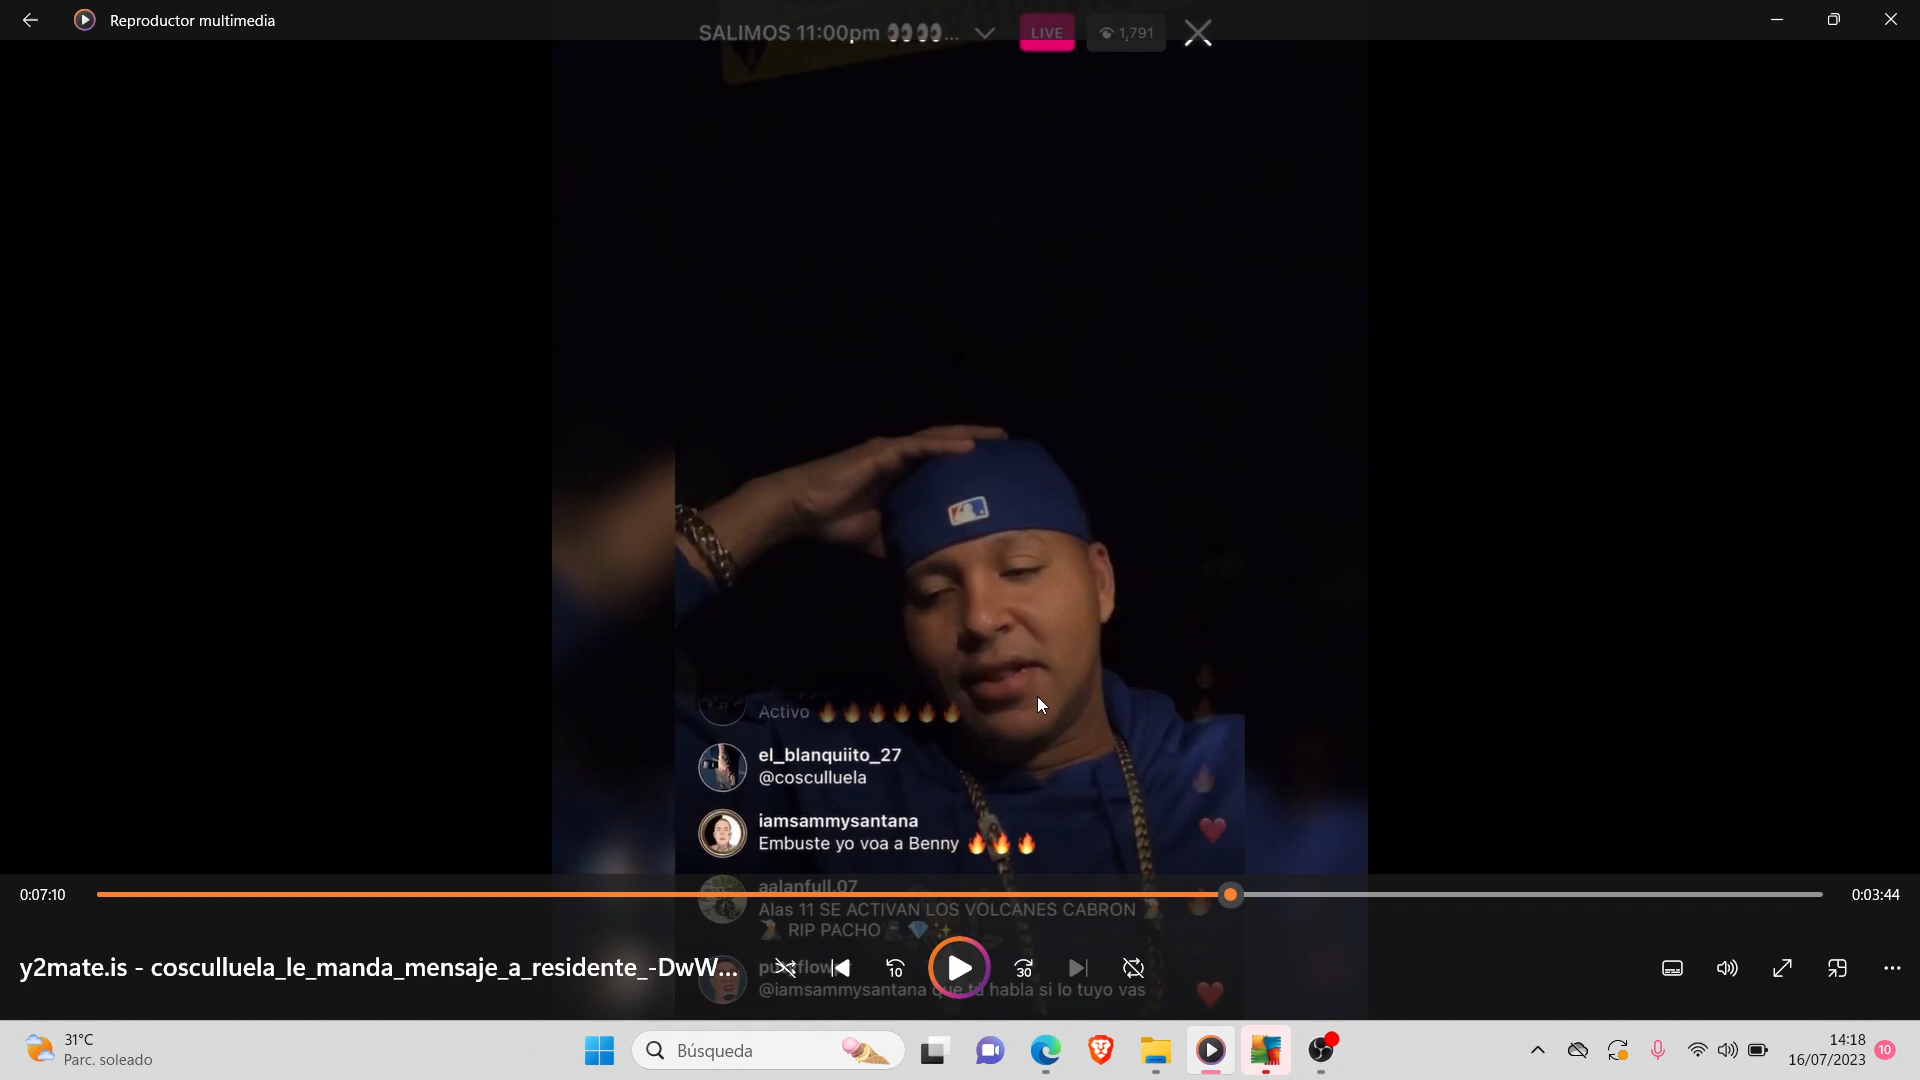 Reproductor multimedia
SALIMOS 11:00pm 👀👀...
LIVE
1,791
Activo 🔥🔥🔥🔥🔥🔥
el_blanquiito_27
@cosculluela
iamsammysantana
Embuste yo voa a Benny 🔥🔥🔥
aalanfull.07
Alas 11 SE ACTIVAN LOS VOLCANES CABRON
RIP PACHO
@iamsammysantana que tu habla si lo tuyo vas
0:07:10
0:03:44
y2mate.is - cosculluela_le_manda_mensaje_a_residente_-DwW...
10
30
31°C
Parc. soleado
Búsqueda
14:18
16/07/2023
10